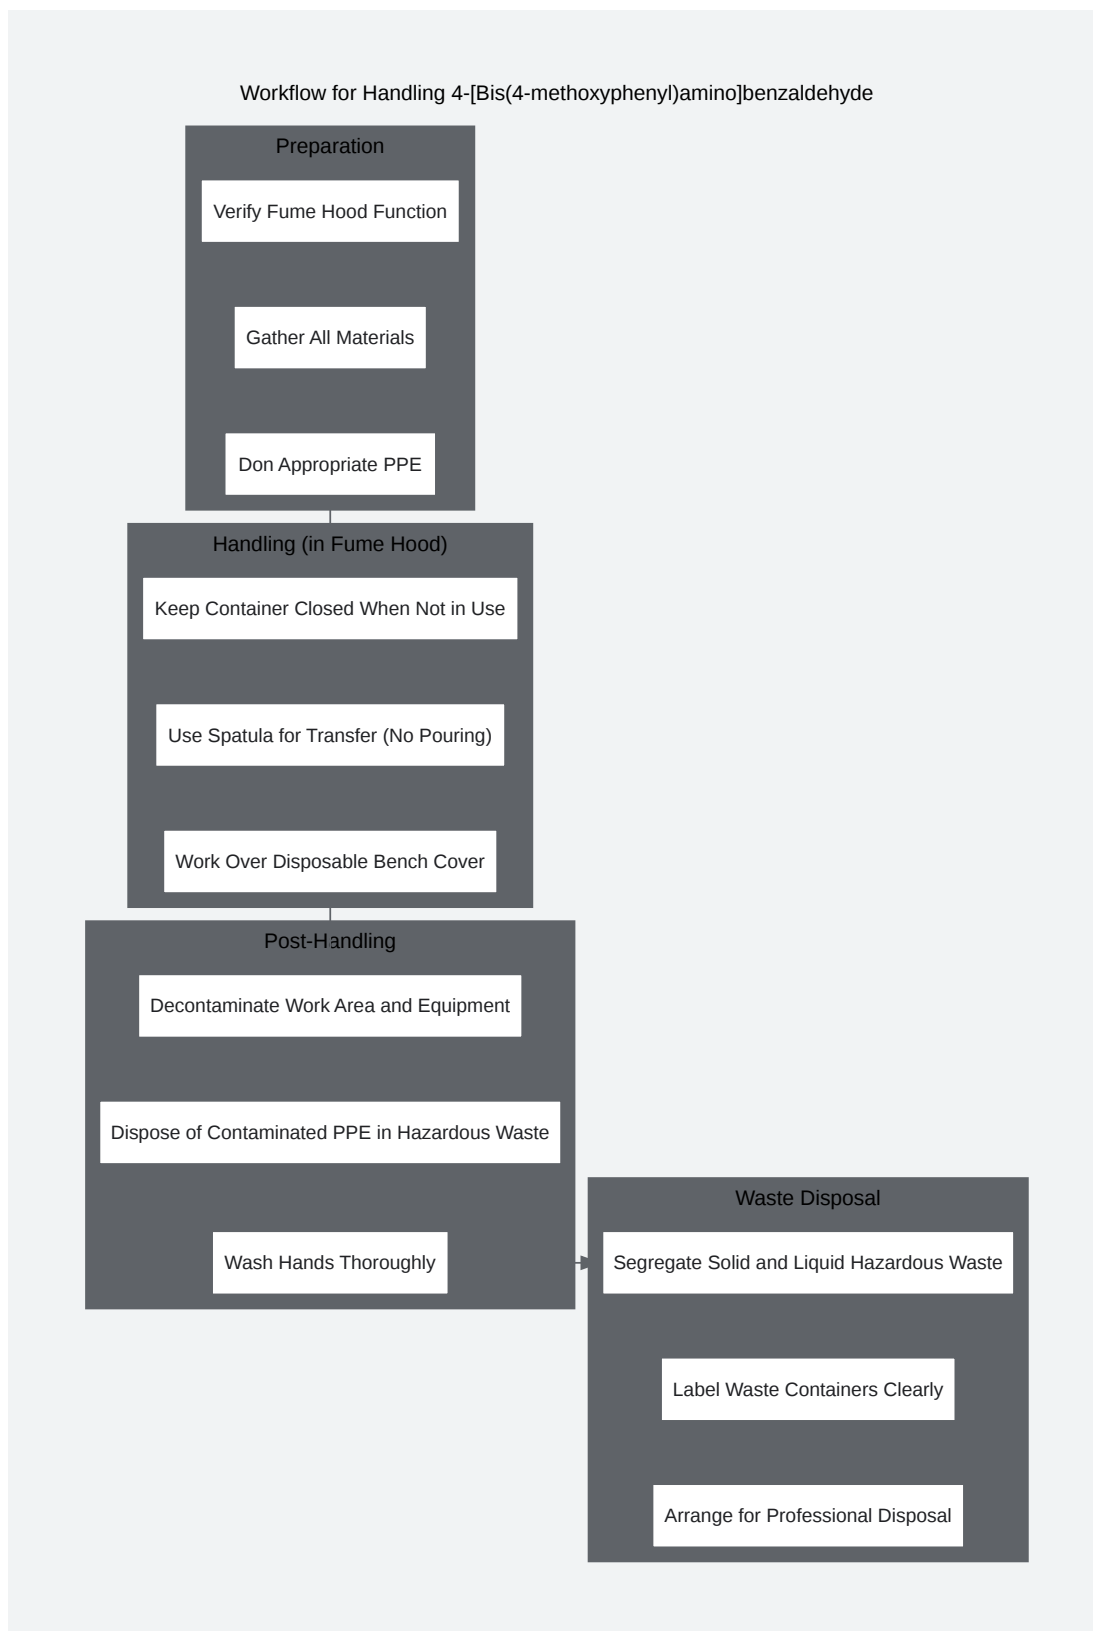 Workflow for Handling 4-[Bis(4-methoxyphenyl)amino]benzaldehyde
Preparation
Verify Fume Hood Function
Gather All Materials
Don Appropriate PPE
Handling (in Fume Hood)
Keep Container Closed When Not in Use
Use Spatula for Transfer (No Pouring)
Work Over Disposable Bench Cover
Post-Handling
Decontaminate Work Area and Equipment
Dispose of Contaminated PPE in Hazardous Waste
Wash Hands Thoroughly
Waste Disposal
Segregate Solid and Liquid Hazardous Waste
Label Waste Containers Clearly
Arrange for Professional Disposal